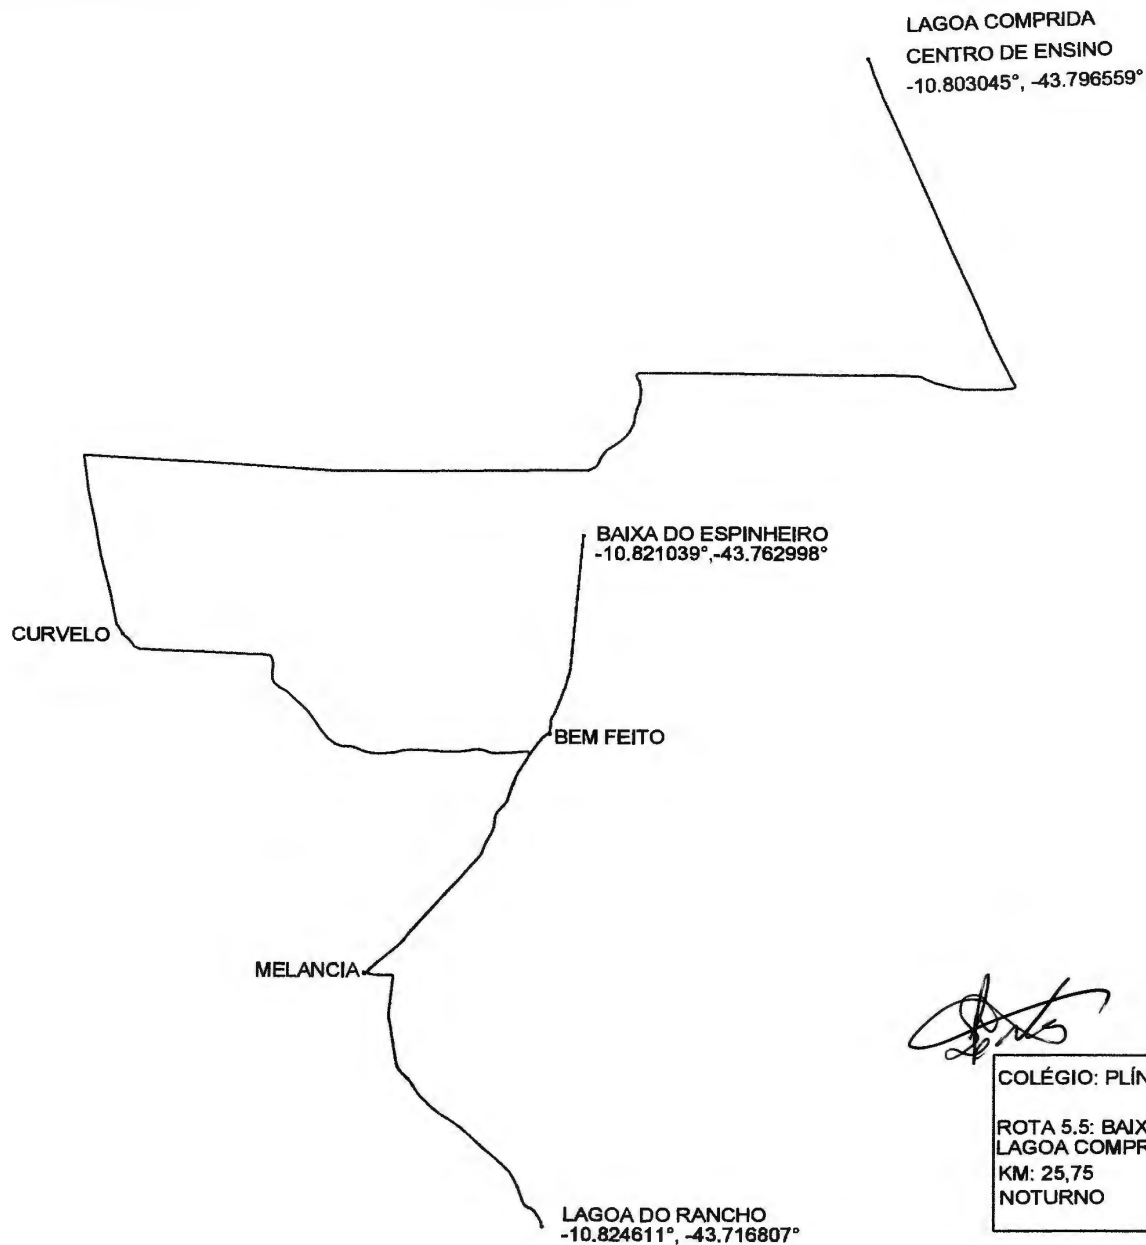 LAGOA COMPRIDA
CENTRO DE ENSINO
-10.803045°, -43.796559°
BAIXA DO ESPINHEIRO
-10.821039°,-43.762998°
CURVELO
BEM FEITO
MELANCIA
LAGOA DO RANCHO
-10.824611°, -43.716807°
COLÉGIO: PLÍN
ROTA 5.5: BAIX
LAGOA COMPR
KM: 25,75
NOTURNO